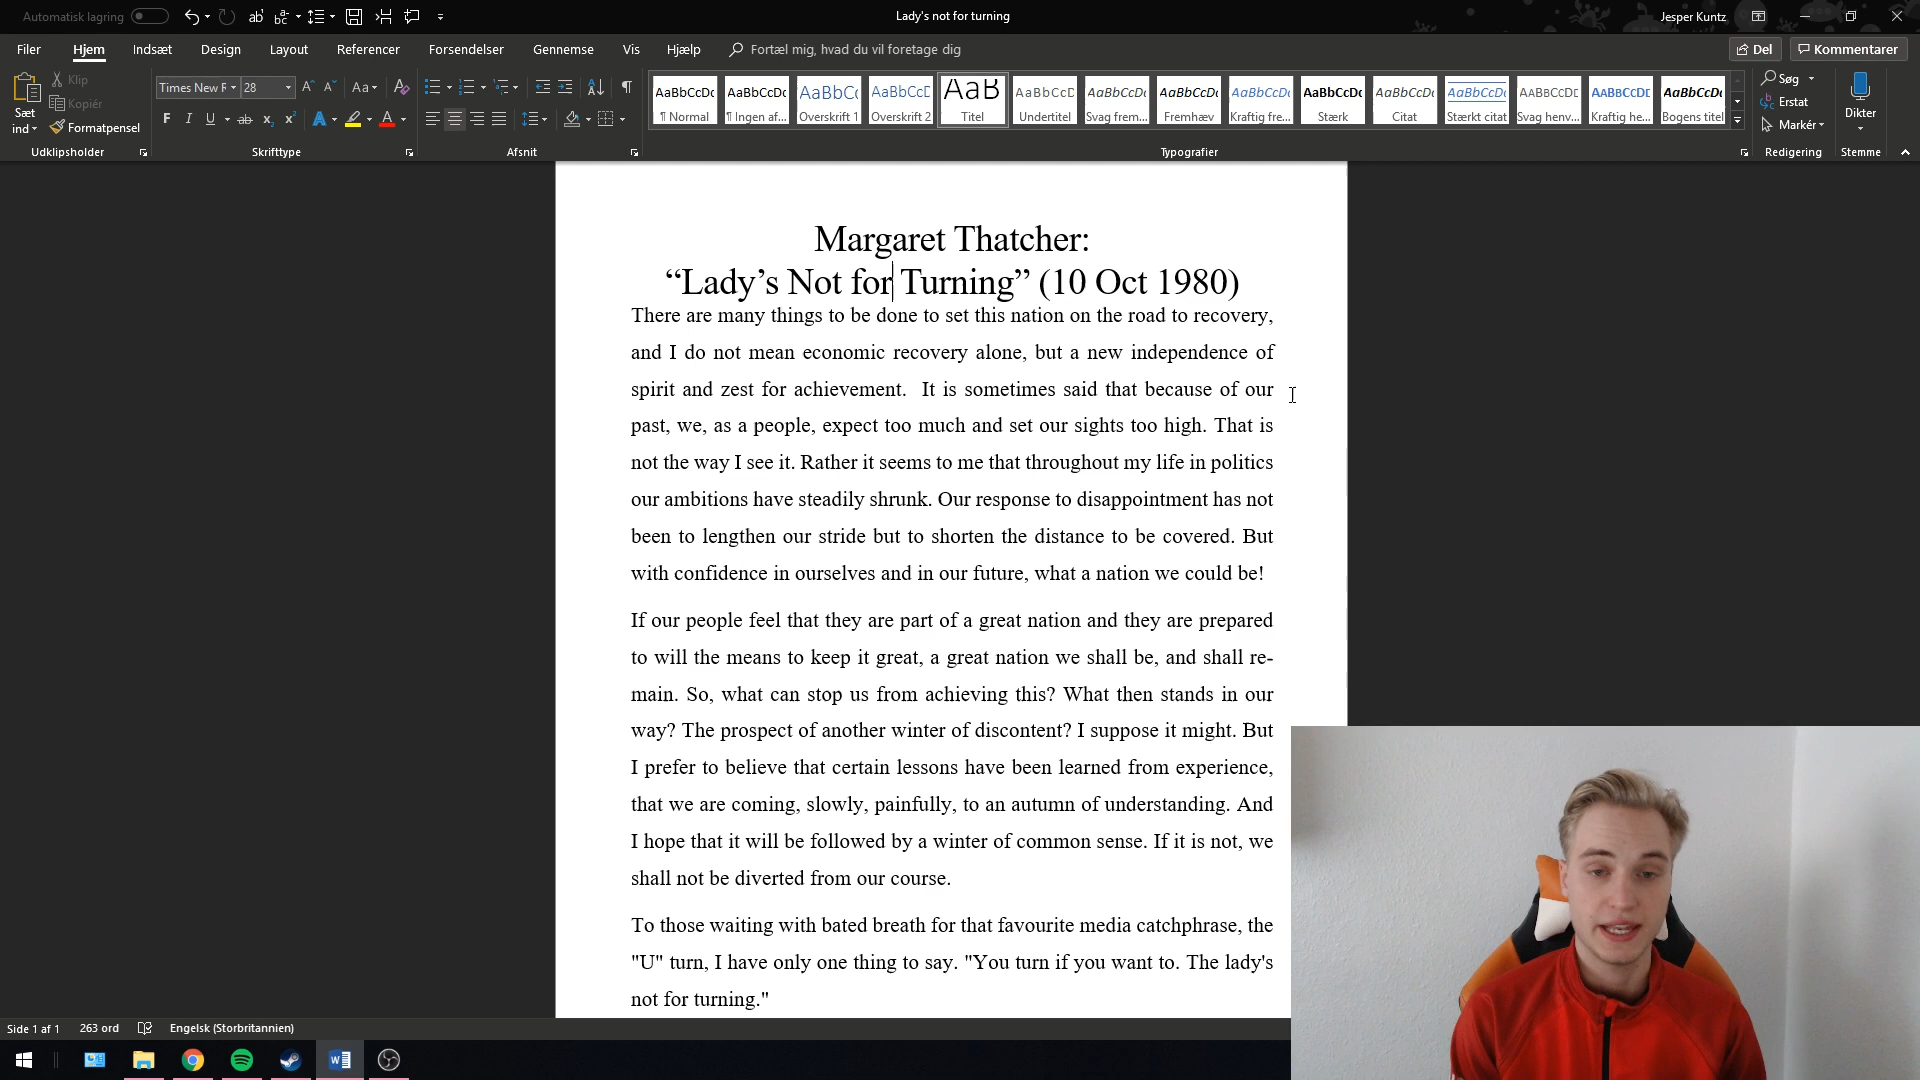 Automatisk lagring
Lady's not for turning
Jesper Kuntz
Filer Hjem Indsæt Design Layout Referencer Forsendelser Gennemse Vis Hjælp Fortæl mig, hvad du vil foretage dig Del Kommentarer
Klip
Kopiér
Sæt
ind
Formatpensel
Times New F 28 Aa
AaBbCcDc AaBbCcDc AaBbC( AaBbCcE AaB AaBbCcD AaBbCcDc AaBbCcDc AaBbCcDc AaBbCcDc AaBbCcDc AaBbCcDc AABBCCDE AABBCCDE AaBbCcDc
¶ Normal ¶ Ingen af... Overskrift 1 Overskrift 2 Titel Undertitel Svag frem... Fremhæv Kraftig fre... Stærk Citat Stærkt citat Svag henv... Kraftig he... Bogens titel
Søg
Erstat
Markér
Dikter
Udklipsholder Skrifttype Afsnit Typografier Redigering Stemme
Margaret Thatcher:
“Lady’s Not for Turning” (10 Oct 1980)
There are many things to be done to set this nation on the road to recovery,
and I do not mean economic recovery alone, but a new independence of
spirit and zest for achievement. It is sometimes said that because of our
past, we, as a people, expect too much and set our sights too high. That is
not the way I see it. Rather it seems to me that throughout my life in politics
our ambitions have steadily shrunk. Our response to disappointment has not
been to lengthen our stride but to shorten the distance to be covered. But
with confidence in ourselves and in our future, what a nation we could be!
If our people feel that they are part of a great nation and they are prepared
to will the means to keep it great, a great nation we shall be, and shall re-
main. So, what can stop us from achieving this? What then stands in our
way? The prospect of another winter of discontent? I suppose it might. But
I prefer to believe that certain lessons have been learned from experience,
that we are coming, slowly, painfully, to an autumn of understanding. And
I hope that it will be followed by a winter of common sense. If it is not, we
shall not be diverted from our course.
To those waiting with bated breath for that favourite media catchphrase, the
"U" turn, I have only one thing to say. "You turn if you want to. The lady's
not for turning."
Side 1 af 1 263 ord Engelsk (Storbritannien)